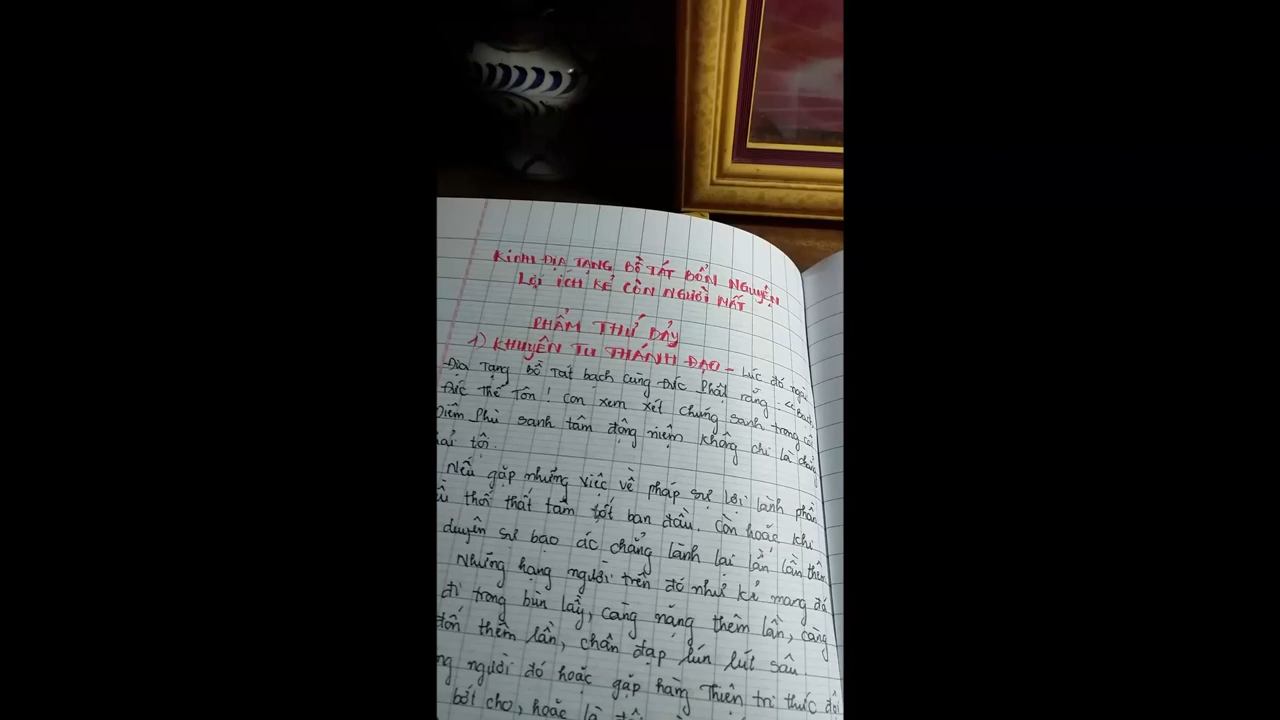 Kinh ĐỊA TẠNG BỒ TÁT BỔN NGUYỆN
Lợi ÍCH KẺ CÒN NGƯỜI MẤT
PHẨM THỨ BẢY
1) KHUYÊN TU THÁNH ĐẠO - Lúc đó ngài
Địa Tạng Bồ Tát bạch cùng Đức Phật rằng: <<Bạch
Đức Thế Tôn! Con xem xét chúng sanh trong cõi
Diêm Phù sanh tâm động niệm không chi là chẳng
phải tội.
Nếu gặp những việc về pháp sự lợi lành phần
thối thất tâm tốt ban đầu. Còn hoặc khi
duyên sự bạo ác chẳng lành lại lần lần thêm
Những hạng người trên đó như kẻ mang đá
đi trong bùn lầy, càng nặng thêm lần, càng
đốn thêm lần, chân đạp lún lút sâu.
người đó hoặc gặp hàng Thiện tri thức đội
bớt cho, hoặc là